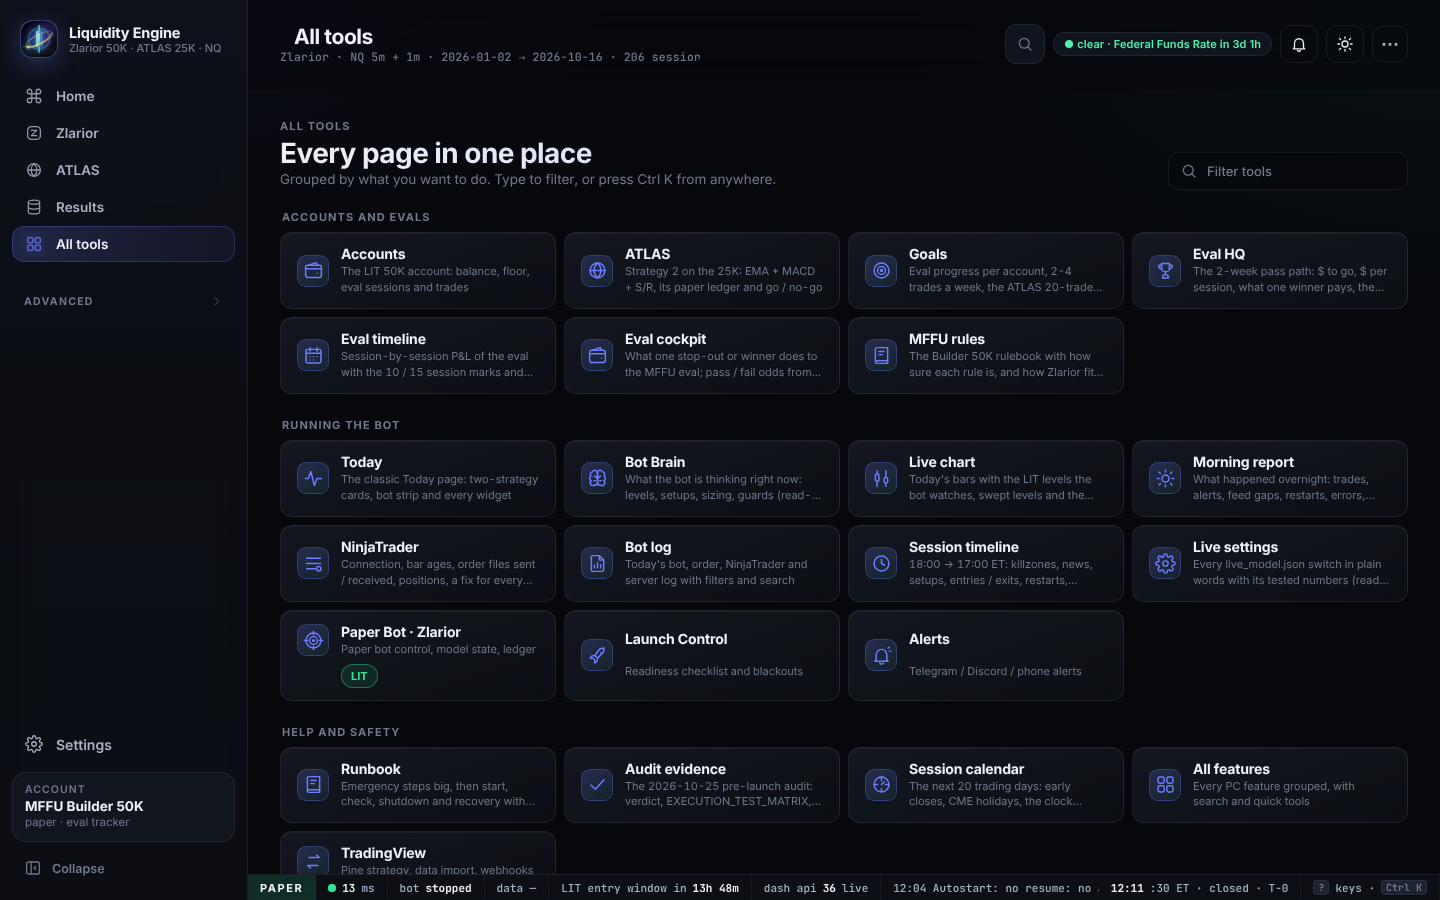 Liquidity Engine
Zlarior 50K · ATLAS 25K · NQ
Home
Zlarior
ATLAS
Results
All tools
ADVANCED
Settings
ACCOUNT
MFFU Builder 50K
paper · eval tracker
Collapse
All tools
Zlarior · NQ 5m + 1m · 2026-01-02 → 2026-10-16 · 206 session
clear · Federal Funds Rate in 3d 1h
ALL TOOLS
Every page in one place
Grouped by what you want to do. Type to filter, or press Ctrl K from anywhere.
Filter tools
ACCOUNTS AND EVALS
Accounts
The LIT 50K account: balance, floor,
eval sessions and trades
ATLAS
Strategy 2 on the 25K: EMA + MACD
+ S/R, its paper ledger and go / no-go
Goals
Eval progress per account, 2-4
trades a week, the ATLAS 20-trade...
Eval HQ
The 2-week pass path: $ to go, $ per
session, what one winner pays, the...
Eval timeline
Session-by-session P&L of the eval
with the 10 / 15 session marks and...
Eval cockpit
What one stop-out or winner does to
the MFFU eval; pass / fail odds from...
MFFU rules
The Builder 50K rulebook with how
sure each rule is, and how Zlarior fit...
RUNNING THE BOT
Today
The classic Today page: two-strategy
cards, bot strip and every widget
Bot Brain
What the bot is thinking right now:
levels, setups, sizing, guards (read-...
Live chart
Today's bars with the LIT levels the
bot watches, swept levels and the...
Morning report
What happened overnight: trades,
alerts, feed gaps, restarts, errors,...
NinjaTrader
Connection, bar ages, order files sent
/ received, positions, a fix for every...
Bot log
Today's bot, order, NinjaTrader and
server log with filters and search
Session timeline
18:00 → 17:00 ET: killzones, news,
setups, entries / exits, restarts,...
Live settings
Every live_model.json switch in plain
words with its tested numbers (read...
Paper Bot · Zlarior
Paper bot control, model state, ledger
LIT
Launch Control
Readiness checklist and blackouts
Alerts
Telegram / Discord / phone alerts
HELP AND SAFETY
Runbook
Emergency steps big, then start,
check, shutdown and recovery with...
Audit evidence
The 2026-10-25 pre-launch audit:
verdict, EXECUTION_TEST_MATRIX,...
Session calendar
The next 20 trading days: early
closes, CME holidays, the clock...
All features
Every PC feature grouped, with
search and quick tools
TradingView
Pine strategy, data import, webhooks
PAPER
13 ms
bot stopped
data —
LIT entry window in 13h 48m
dash api 36 live
12:04 Autostart: no resume: no
12:11 :30 ET · closed · T-0
? keys · Ctrl K